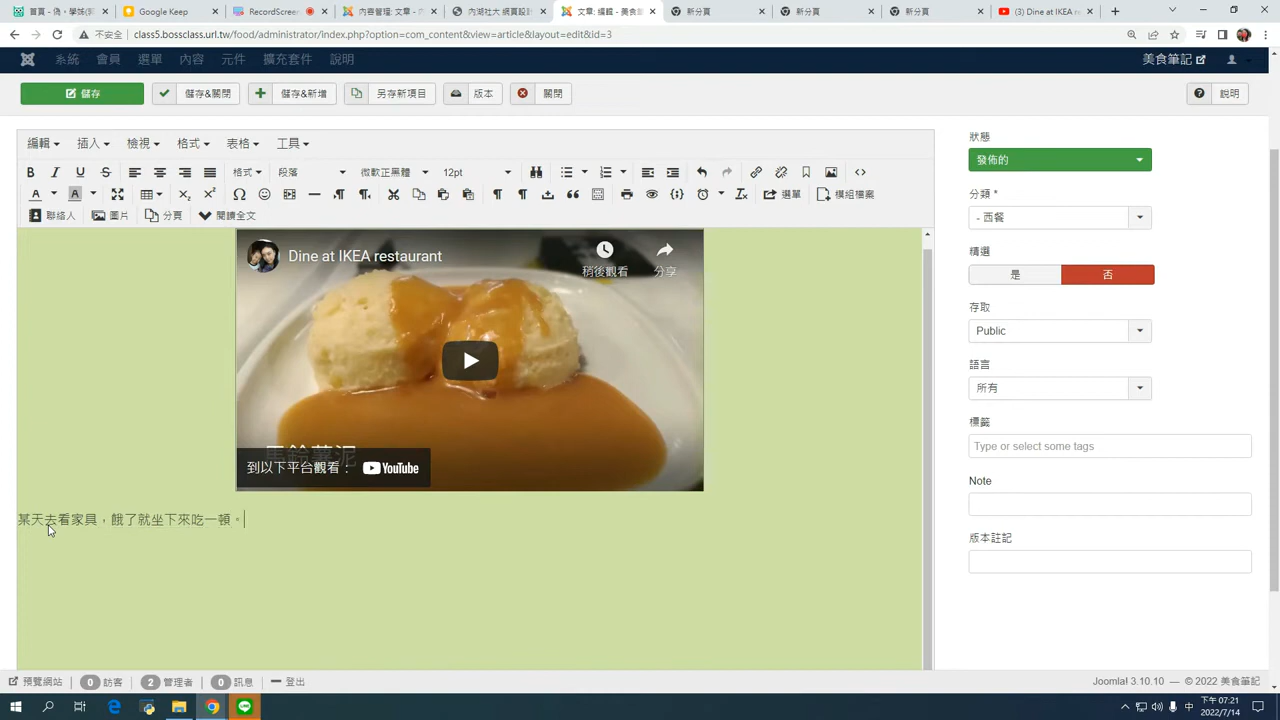 首頁 - 偽 •
Google Keep
RecordScreen
內容管理: 文章 -
內湖社大 網頁設計
文章: 編輯 - 美食筆
新分頁
新分頁
新分頁
(3) Dine at IKEA re
不安全
class5.bossclass.url.tw/food/administrator/index.php?option=com_content&view=article&layout=edit&id=3
系統
會員
選單
內容
元件
擴充套件
說明
美食筆記
儲存
儲存&關閉
儲存&新增
另存新項目
版本
關閉
說明
編輯
插入
檢視
格式
表格
工具
格式
段落
微軟正黑體
12pt
選單
模組檔案
聯絡人
圖片
分頁
閱讀全文
Dine at IKEA restaurant
稍後觀看
分享
馬鈴薯泥
到以下平台觀看：
YouTube
某天去看家具，餓了就坐下來吃一頓。
狀態
發佈的
分類 *
- 西餐
精選
是
否
存取
Public
語言
所有
標籤
Type or select some tags
Note
版本註記
預覽網站
0 訪客
2 管理者
0 訊息
登出
Joomla! 3.10.10 — © 2022 美食筆記
中
下午 07:21
2022/7/14